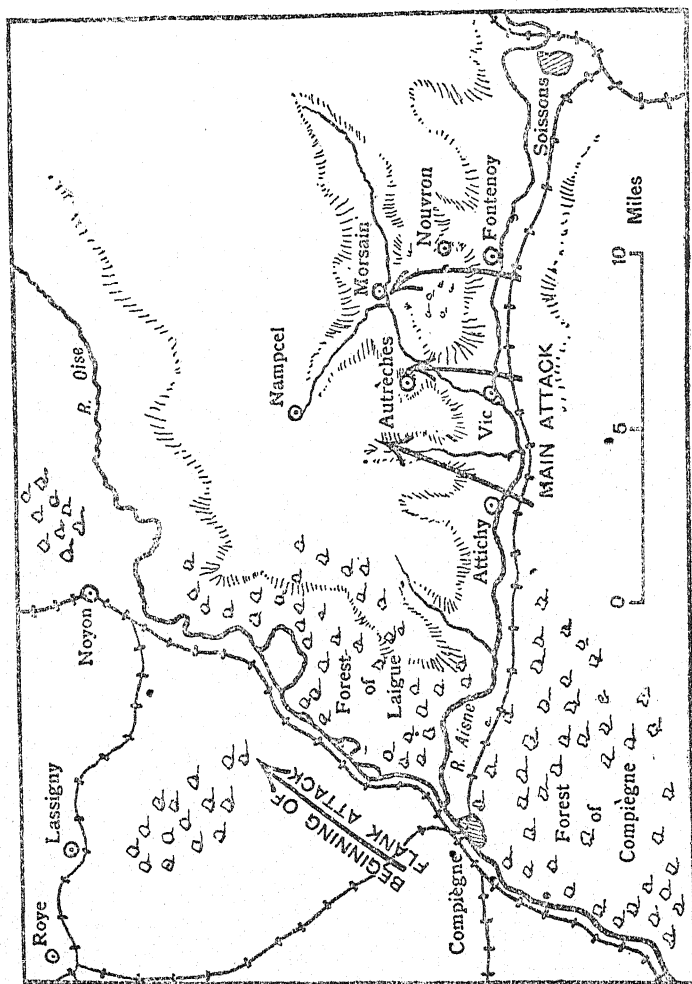 Roye
Lassigny
Noyon
R. Oise
BEGINNING OF
FLANK ATTACK
Forest
of
Laigue
Nampcel
Morsain
Nouvron
Autrèches
Fontenoy
Vic
Attichy
Soissons
R. Aisne
Compiègne
MAIN ATTACK
Forest
of
Compiègne
0
5
10
Miles